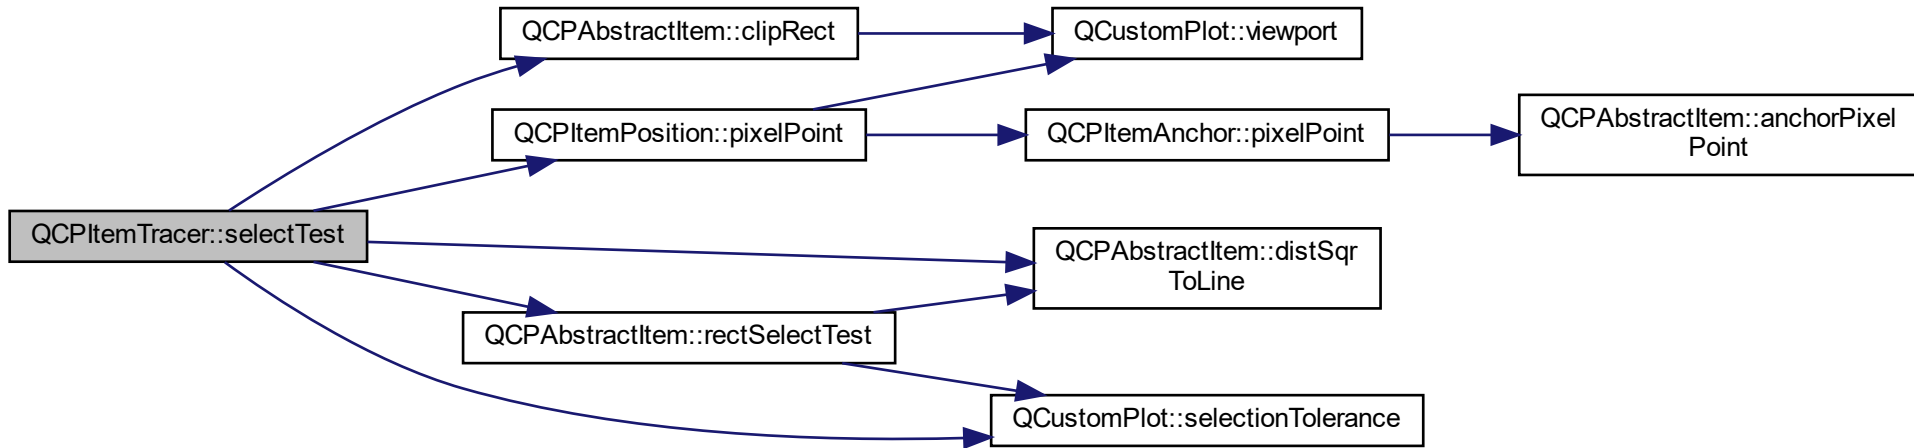 QCPAbstractItem::clipRect
QCustomPlot::viewport
QCPItemPosition::pixelPoint
QCPItemAnchor::pixelPoint
QCPAbstractItem::anchorPixel
Point
QCPItemTracer::selectTest
QCPAbstractItem::distSqr
ToLine
QCPAbstractItem::rectSelectTest
QCustomPlot::selectionTolerance